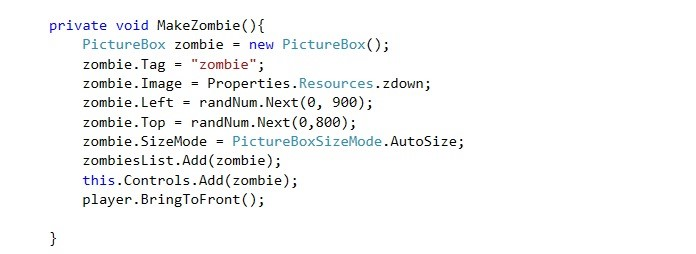 private void MakeZombie(){
PictureBox zombie = new PictureBox();
zombie.Tag = "zombie";
zombie.Image = Properties.Resources.zdown;
zombie.Left = randNum.Next(0, 900);
zombie.Top = randNum.Next(0,800);
zombie.SizeMode = PictureBoxSizeMode.AutoSize;
zombiesList.Add(zombie);
this.Controls.Add(zombie);
player.BringToFront();
}